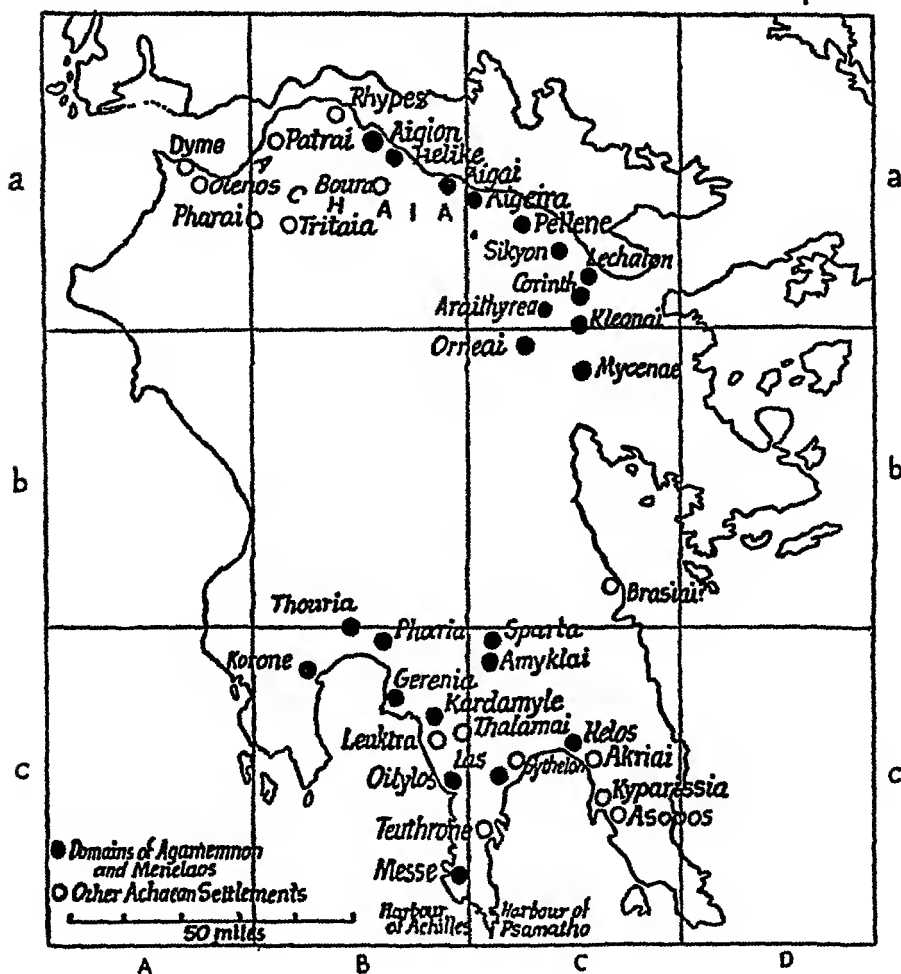 Rhypes
Dyme
Patrai
Aigion
Helike
a
Olenos
Boura
Aigai
a
ACHAIA
Aigeira
Pharai
Tritaia
Pellene
Sikyon
Lechaion
Corinth
Araithyrea
Kleonai
Orneai
Mycenae
b
b
Brasiai?
Thouria
Pharia
Sparta
Korone
Amyklai
Gerenia
Kardamyle
Thalamai
Leuktra
Helos
Las
Gytheion
Akriai
c
c
Oitylos
Kyparissia
Asopos
Teuthrone
Domains of Agamemnon
and Menelaos
Messe
Other Achaean Settlements
Harbour
of Achilles
Harbour of
Psamatho
50 miles
A
B
C
D